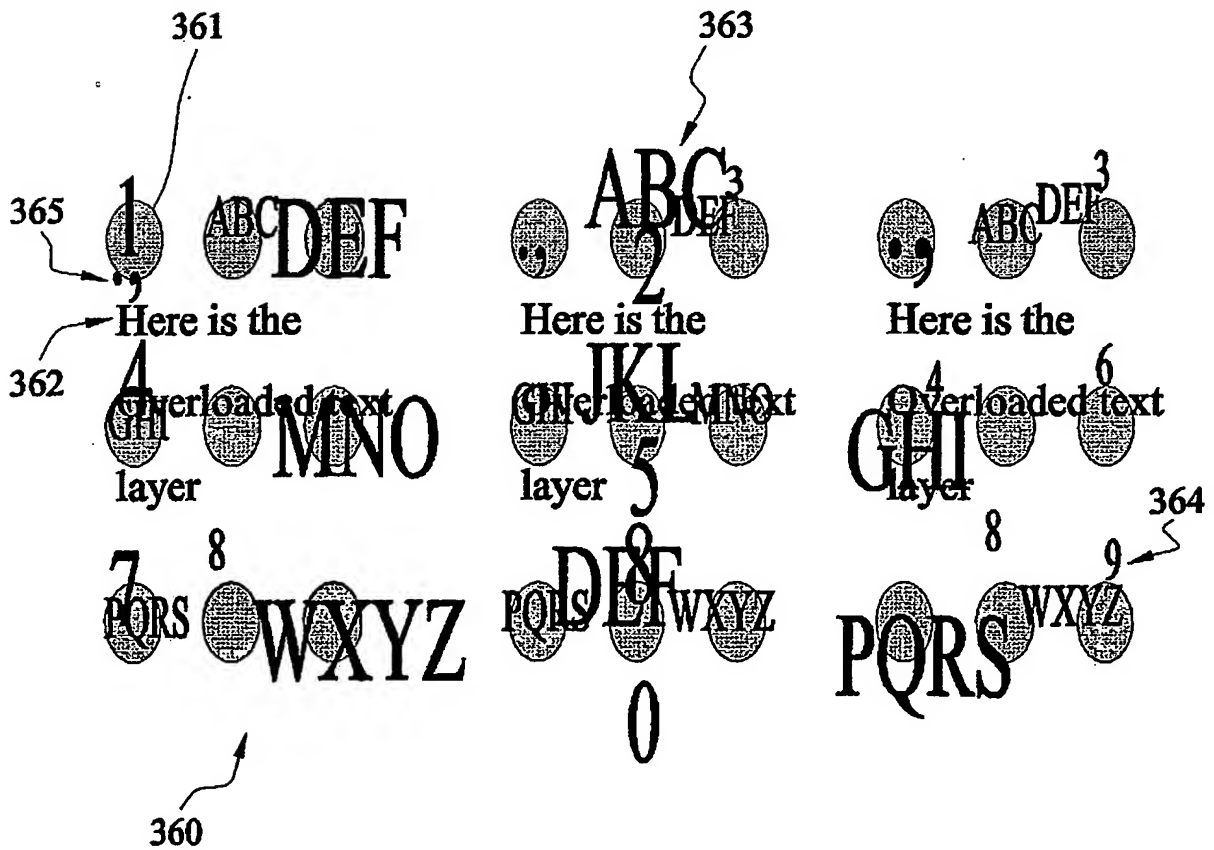 361 363
1 ABC DEF
365
ABC DEF 3
2
ABC DEF 3
., ., .,
Here is the Here is the Here is the
362
4 GHI MNO
GHI JKL MNO
5
4 6 GHI
Overloaded text Overloaded text Overloaded text
layer layer layer
364
7 8 PQRS WXYZ
PQRS DEF 8 WXYZ
0
8 9 PQRS WXYZ
360